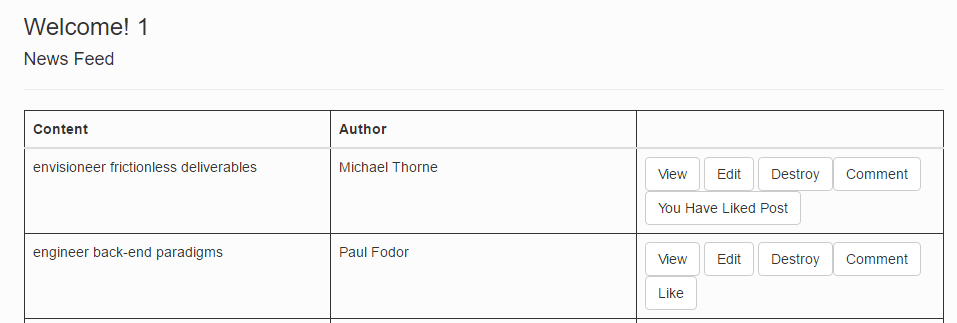 Welcome! 1
News Feed
Content Author
envisioneer frictionless deliverables Michael Thorne View Edit Destroy Comment
You Have Liked Post
engineer back-end paradigms Paul Fodor View Edit Destroy Comment
Like